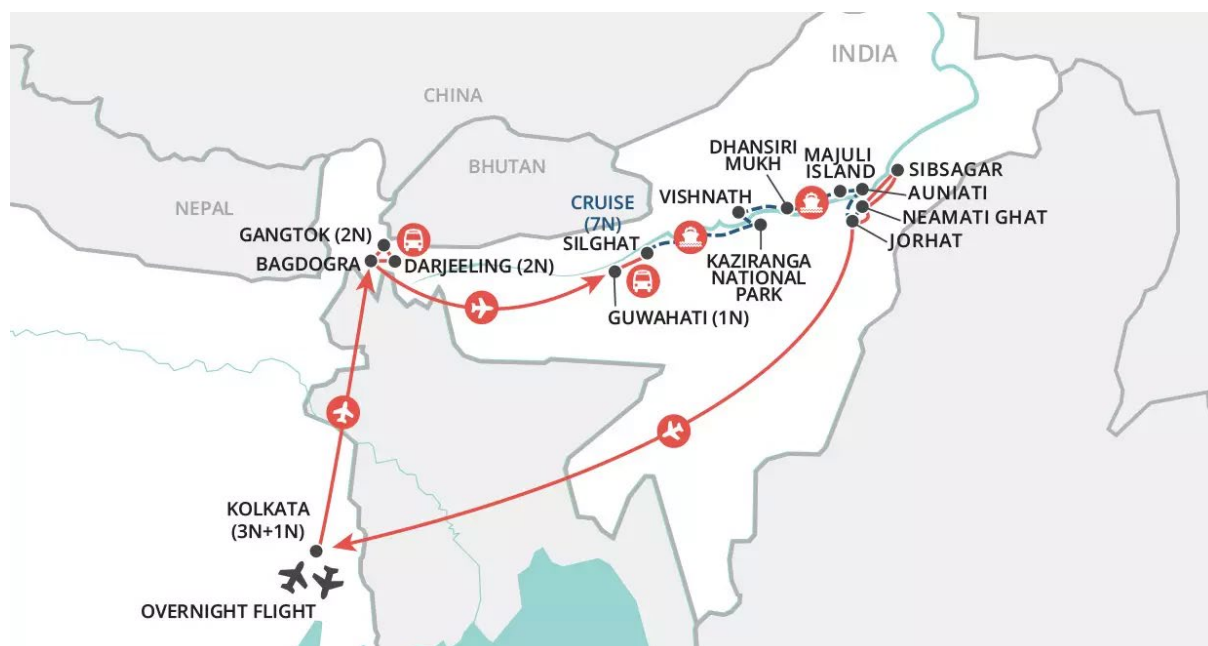 INDIA
CHINA
BHUTAN
NEPAL
DHANSIRI
MUKH
MAJULI
ISLAND
SIBSAGAR
AUNIATI
NEAMATI GHAT
JORHAT
VISHNATH
CRUISE
(7N)
SILGHAT
KAZIRANGA
NATIONAL
PARK
GANGTOK (2N)
BAGDOGRA
DARJEELING (2N)
GUWAHATI (1N)
KOLKATA
(3N+1N)
OVERNIGHT FLIGHT